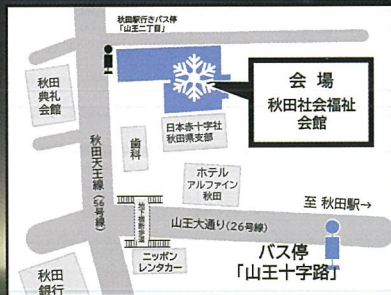 秋田駅行きバス停
「山王二丁目」
秋田
典礼
会館
会 場
秋田社会福祉
会館
日本赤十字社
秋田県支部
歯科
秋田天王線(56号線)
ホテル
アルファイン
秋田
至 秋田駅→
地下横断歩道
山王大通り(26号線)
ニッポン
レンタカー
バス停
「山王十字路」
秋田
銀行